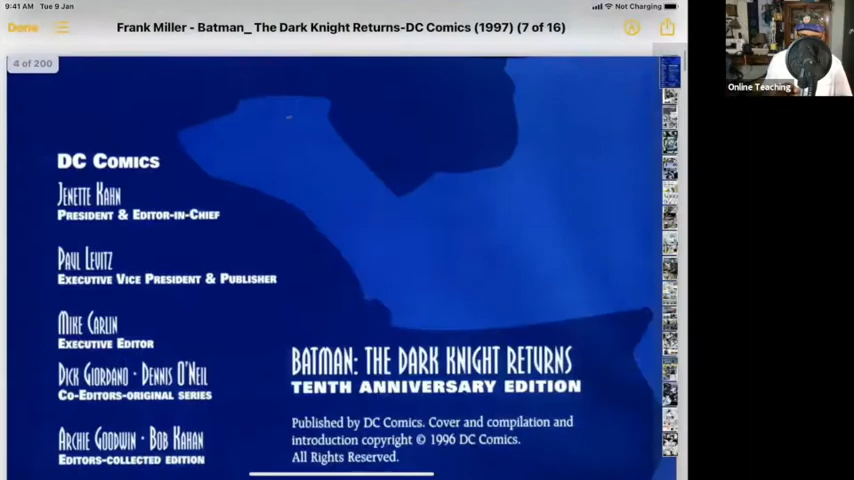 9:41 AM Tue 9 Jan
Not Charging
Done
Frank Miller - Batman_ The Dark Knight Returns-DC Comics (1997) (7 of 16)
4 of 200
DC Comics
Jenette Kahn
President & Editor-in-Chief
Paul Levitz
Executive Vice President & Publisher
Mike Carlin
Executive Editor
Dick Giordano · Dennis O'Neil
Co-Editors-original series
Archie Goodwin · Bob Kahan
Editors-collected edition
BATMAN: THE DARK KNIGHT RETURNS
TENTH ANNIVERSARY EDITION
Published by DC Comics. Cover and compilation and
introduction copyright © 1996 DC Comics.
All Rights Reserved.
Online Teaching